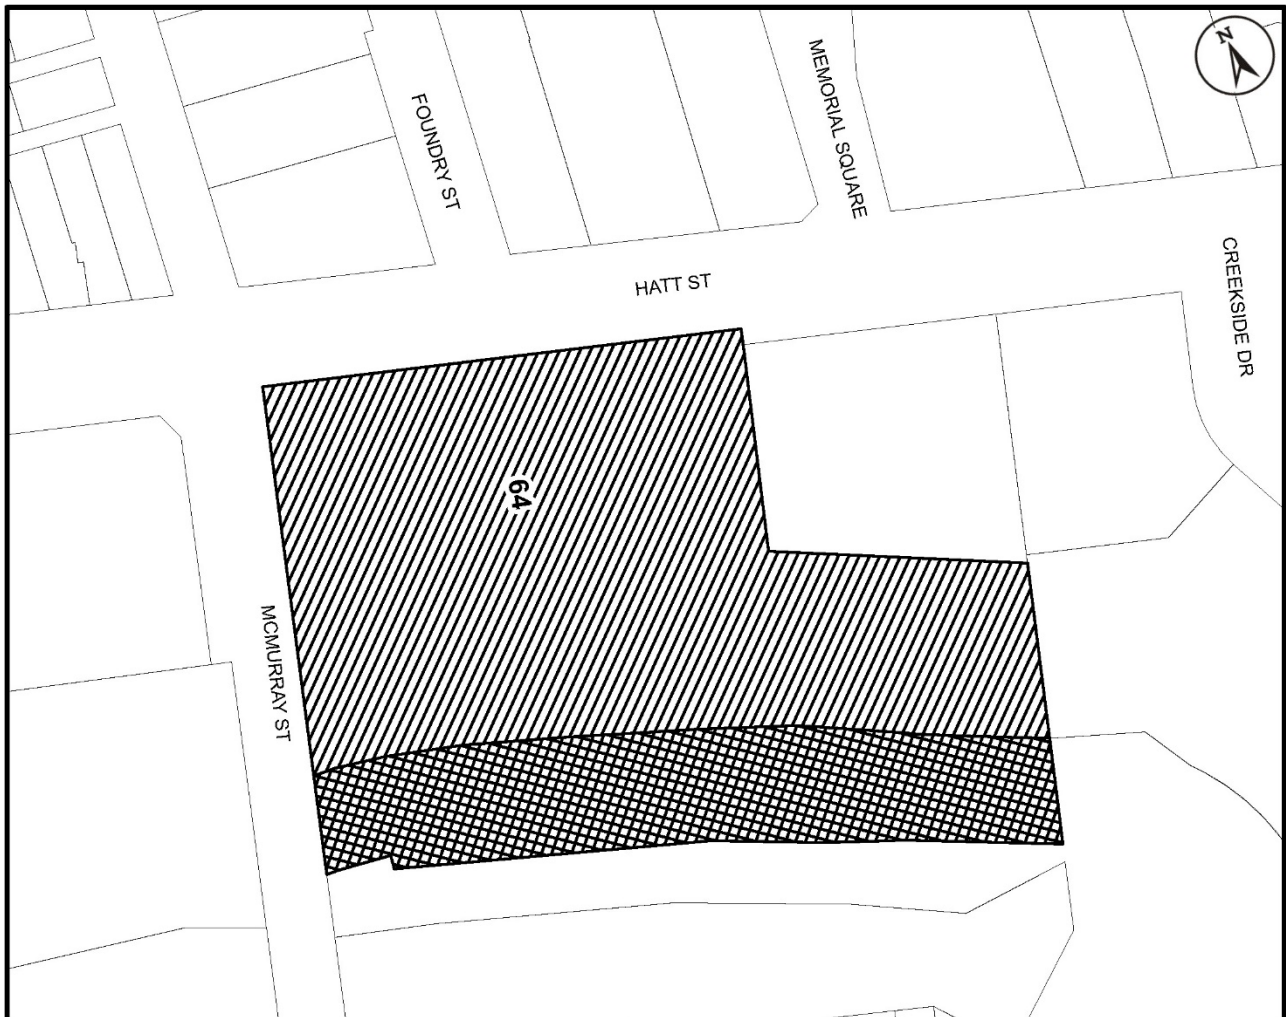 N
FOUNDRY ST
MEMORIAL SQUARE
HATT ST
CREEKSIDE DR
64
MCMURRAY ST